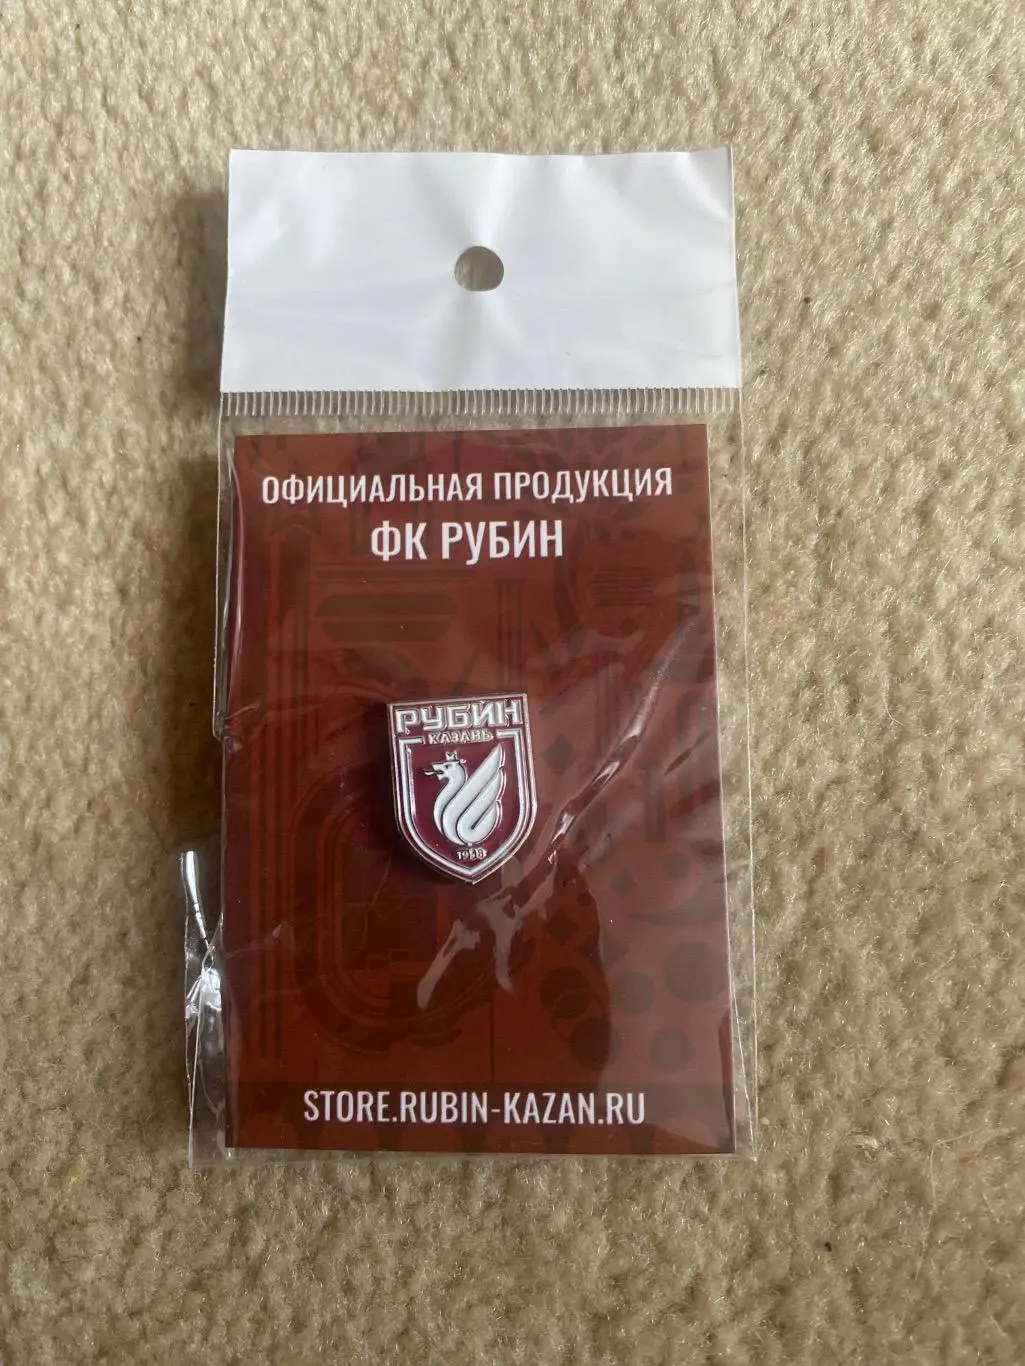 ОФИЦИАЛЬНАЯ ПРОДУКЦИЯ
ФК РУБИН
РУБИН
КАЗАНЬ
1958
STORE.RUBIN-KAZAN.RU